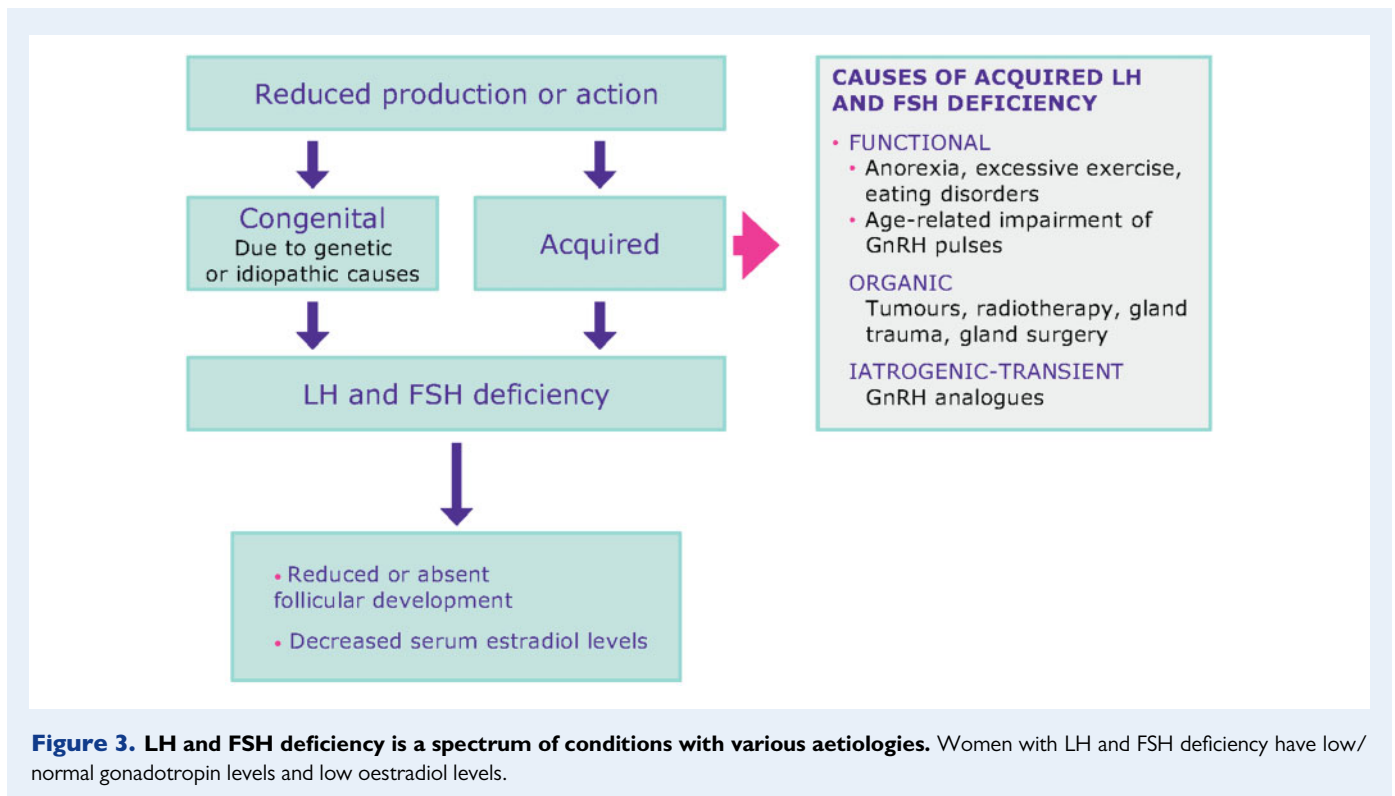 Reduced production or action
Congenital
Due to genetic
or idiopathic causes
Acquired
LH and FSH deficiency
• Reduced or absent
follicular development
• Decreased serum estradiol levels
CAUSES OF ACQUIRED LH
AND FSH DEFICIENCY
• FUNCTIONAL
• Anorexia, excessive exercise,
eating disorders
• Age-related impairment of
GnRH pulses
ORGANIC
Tumours, radiotherapy, gland
trauma, gland surgery
IATROGENIC-TRANSIENT
GnRH analogues
Figure 3. LH and FSH deficiency is a spectrum of conditions with various aetiologies. Women with LH and FSH deficiency have low/
normal gonadotropin levels and low oestradiol levels.